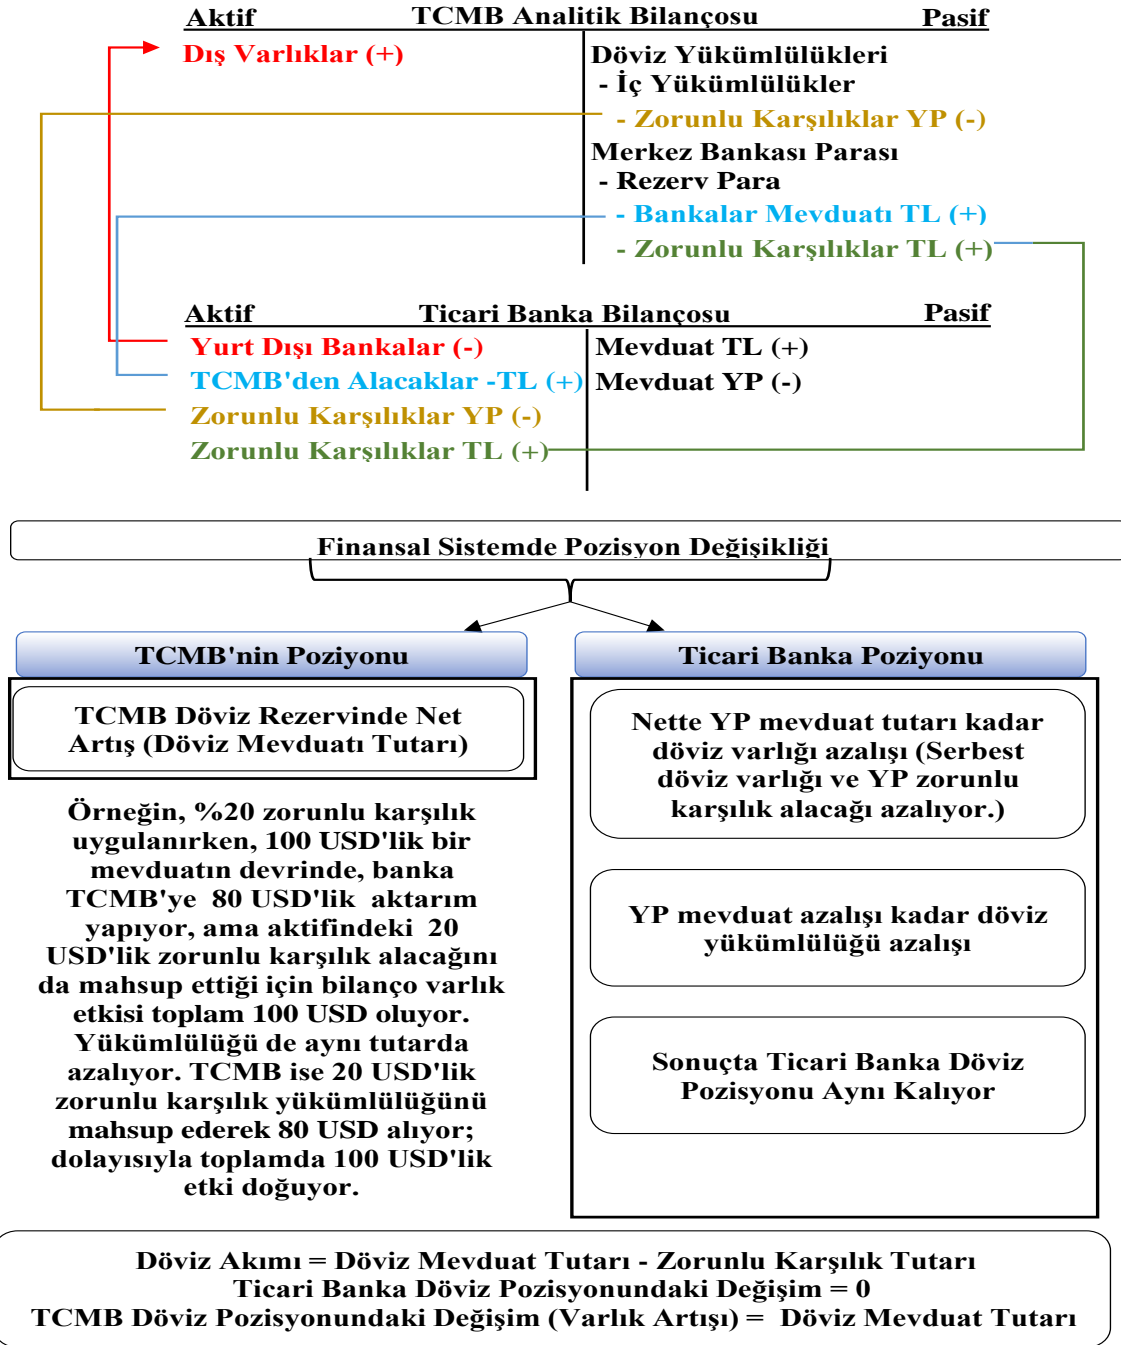 Aktif TCMB Analitik Bilançosu Pasif
Dış Varlıklar (+)
Döviz Yükümlülükleri
- İç Yükümlülükler
- Zorunlu Karşılıklar YP (-)
Merkez Bankası Parası
- Rezerv Para
- Bankalar Mevduatı TL (+)
- Zorunlu Karşılıklar TL (+)
Aktif Ticari Banka Bilançosu Pasif
Yurt Dışı Bankalar (-)
TCMB'den Alacaklar -TL (+)
Zorunlu Karşılıklar YP (-)
Zorunlu Karşılıklar TL (+)
Mevduat TL (+)
Mevduat YP (-)
Finansal Sistemde Pozisyon Değişikliği
TCMB'nin Poziyonu
TCMB Döviz Rezervinde Net
Artış (Döviz Mevduatı Tutarı)
Örneğin, %20 zorunlu karşılık
uygulanırken, 100 USD'lik bir
mevduatın devrinde, banka
TCMB'ye 80 USD'lik aktarım
yapıyor, ama aktifindeki 20
USD'lik zorunlu karşılık alacağını
da mahsup ettiği için bilanço varlık
etkisi toplam 100 USD oluyor.
Yükümlülüğü de aynı tutarda
azalıyor. TCMB ise 20 USD'lik
zorunlu karşılık yükümlülüğünü
mahsup ederek 80 USD alıyor;
dolayısıyla toplamda 100 USD'lik
etki doğuyor.
Ticari Banka Poziyonu
Nette YP mevduat tutarı kadar
döviz varlığı azalışı (Serbest
döviz varlığı ve YP zorunlu
karşılık alacağı azalıyor.)
YP mevduat azalışı kadar döviz
yükümlülüğü azalışı
Sonuçta Ticari Banka Döviz
Pozisyonu Aynı Kalıyor
Döviz Akımı = Döviz Mevduat Tutarı - Zorunlu Karşılık Tutarı
Ticari Banka Döviz Pozisyonundaki Değişim = 0
TCMB Döviz Pozisyonundaki Değişim (Varlık Artışı) = Döviz Mevduat Tutarı